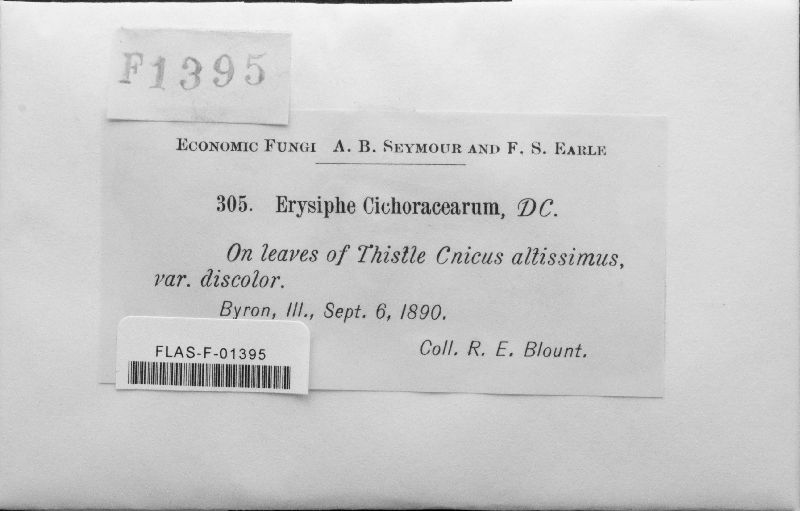 F1395
ECONOMIC FUNGI A. B. SEYMOUR AND F. S. EARLE
305. Erysiphe Cichoracearum, DC.
On leaves of Thistle Cnicus altissimus,
var. discolor.
Byron, Ill., Sept. 6, 1890.
Coll. R. E. Blount.
FLAS-F-01395